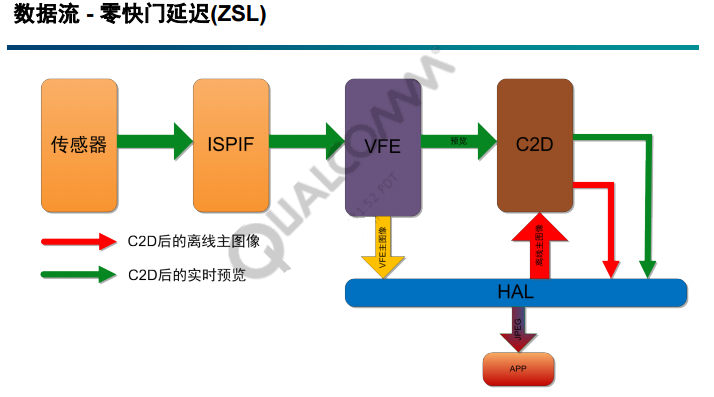 数据流 - 零快门延迟(ZSL)
传感器
ISPIF
VFE
预览
C2D
C2D后的离线主图像
C2D后的实时预览
VFE主图像
离线主图像
HAL
JPEG
APP
QUALCOMM